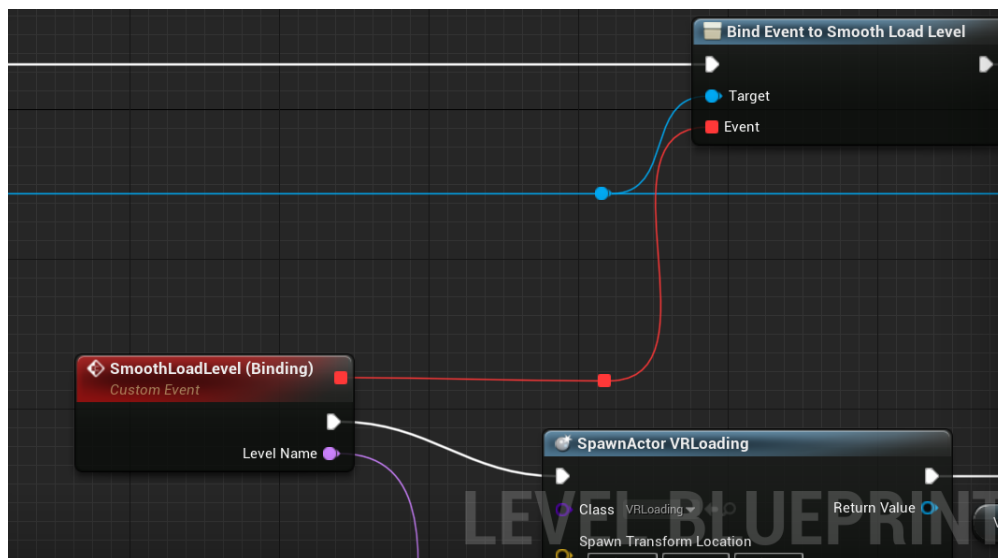 Bind Event to Smooth Load Level
Target
Event
SmoothLoadLevel (Binding)
Custom Event
Level Name
SpawnActor VRLoading
Class VRLoading
Return Value
Spawn Transform Location
LEVEL BLUEPRINT